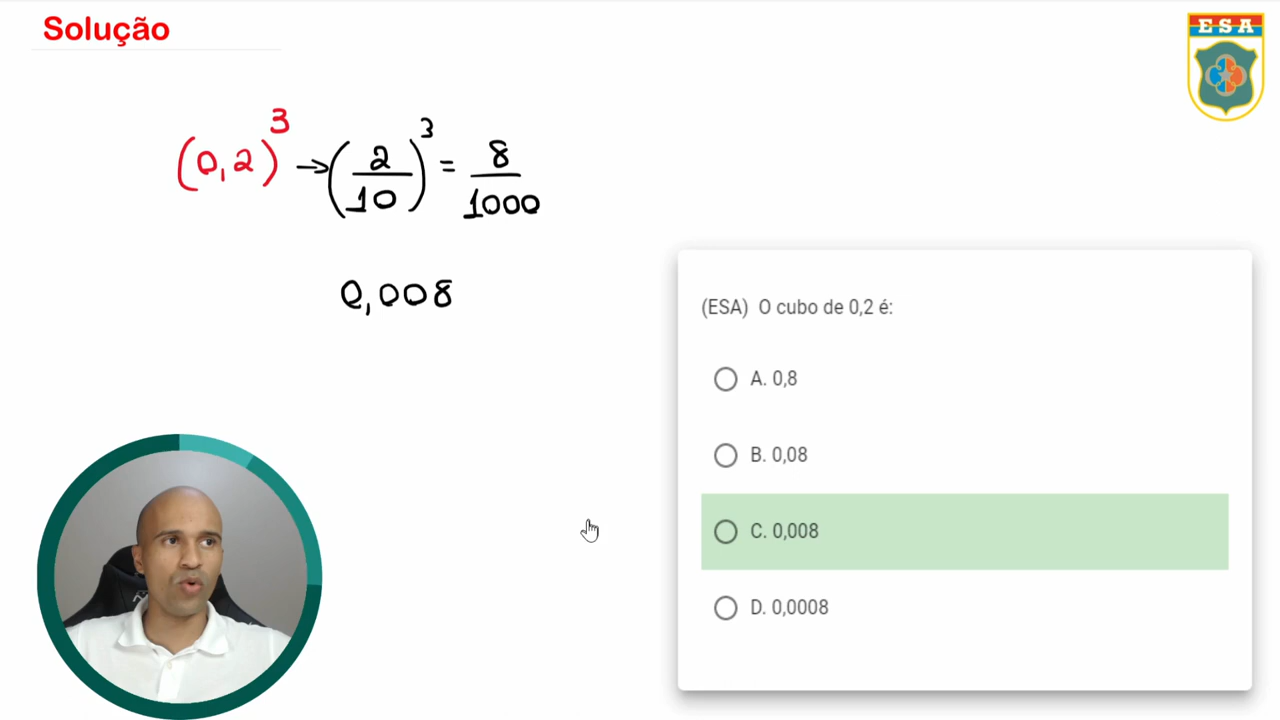 Solução
ESA
(0,2)³ → (2/10)³ = 8/1000
0,008
(ESA) O cubo de 0,2 é:
A. 0,8
B. 0,08
C. 0,008
D. 0,0008